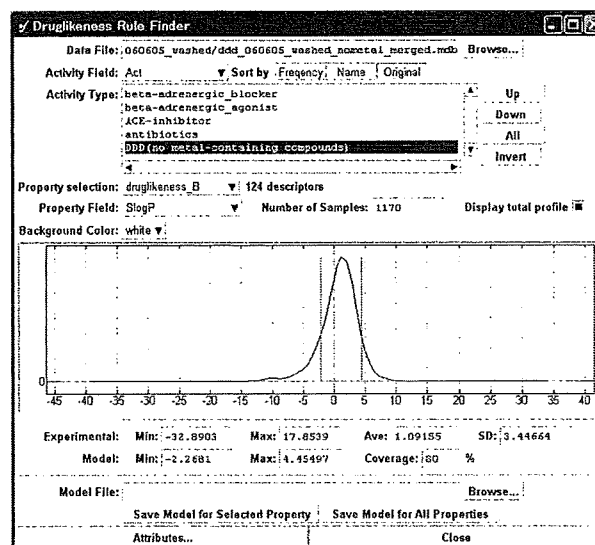 Druglikeness Rule Finder
Data File: 060605_washed/ddd_060605_washed_nometal_merged.mdb Browse...
Activity Field: Act Sort by Freqency Name Original
Activity Type: beta-adrenergic_blocker Up
beta-adrenergic_agonist Down
ACE-inhibitor All
antibiotics Invert
DDD(no metal-containing compounds)
Property selection: druglikeness_B 124 descriptors
Property Field: SlogP Number of Samples: 1170 Display total profile
Background Color: white
0
-45 -40 -35 -30 -25 -20 -15 -10 -5 0 5 10 15 20 25 30 35 40
Experimental: Min: -32.8903 Max: 17.8539 Ave: 1.09155 SD: 3.44664
Model: Min: -2.2681 Max: 4.45497 Coverage: 80 %
Model File: Browse...
Save Model for Selected Property Save Model for All Properties
Attributes... Close